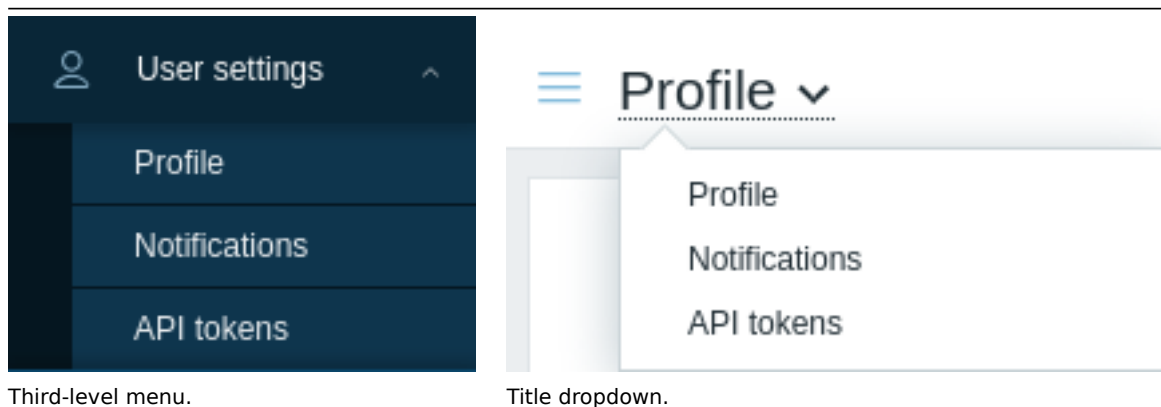 User settings
Profile
Notifications
API tokens
Third-level menu.
Profile
Profile
Notifications
API tokens
Title dropdown.